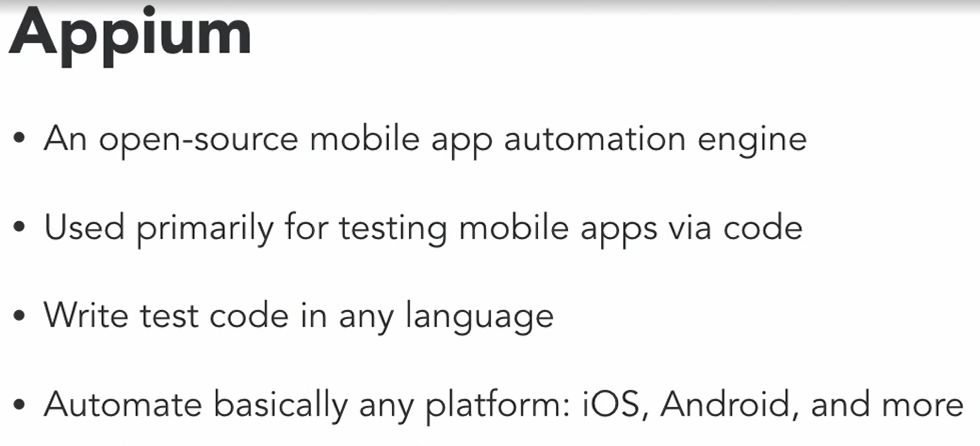 Appium
• An open-source mobile app automation engine
• Used primarily for testing mobile apps via code
• Write test code in any language
• Automate basically any platform: iOS, Android, and more